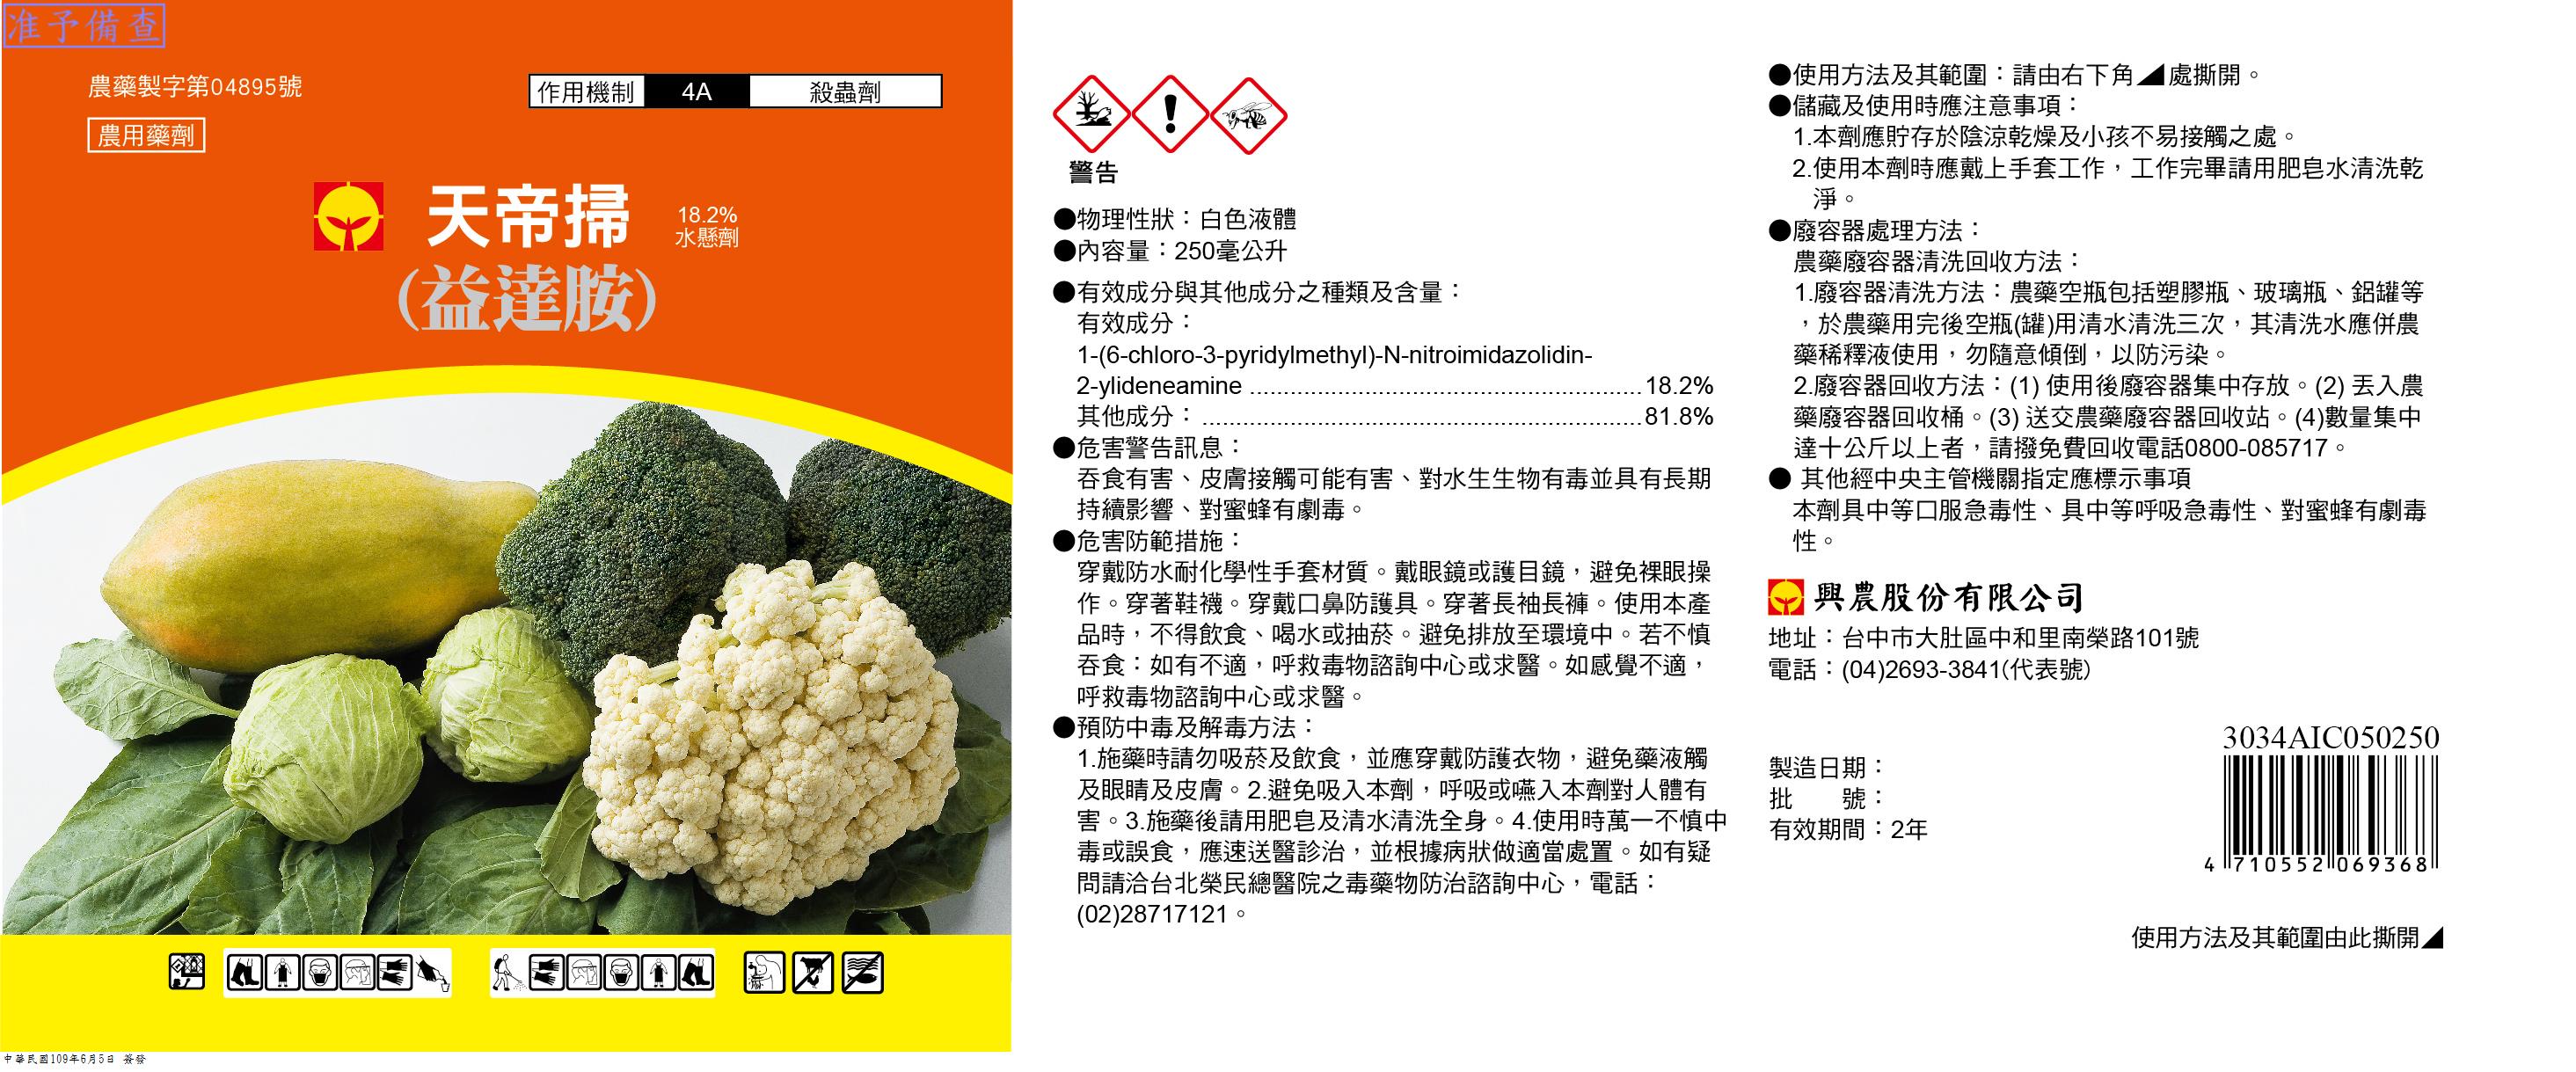 准予備查
農藥製字第04895號
農用藥劑
作用機制 4A 殺蟲劑
天帝掃
18.2%
水懸劑
(益達胺)
中華民國109年6月5日 簽發
警告
●物理性狀：白色液體
●內容量：250毫公升
●有效成分與其他成分之種類及含量：
有效成分：
1-(6-chloro-3-pyridylmethyl)-N-nitroimidazolidin-
2-ylideneamine ..........................................................18.2%
其他成分：.................................................................81.8%
●危害警告訊息：
吞食有害、皮膚接觸可能有害、對水生生物有毒並具有長期
持續影響、對蜜蜂有劇毒。
●危害防範措施：
穿戴防水耐化學性手套材質。戴眼鏡或護目鏡，避免裸眼操
作。穿著鞋襪。穿戴口鼻防護具。穿著長袖長褲。使用本產
品時，不得飲食、喝水或抽菸。避免排放至環境中。若不慎
吞食：如有不適，呼救毒物諮詢中心或求醫。如感覺不適，
呼救毒物諮詢中心或求醫。
●預防中毒及解毒方法：
1.施藥時請勿吸菸及飲食，並應穿戴防護衣物，避免藥液觸
及眼睛及皮膚。2.避免吸入本劑，呼吸或嚥入本劑對人體有
害。3.施藥後請用肥皂及清水清洗全身。4.使用時萬一不慎中
毒或誤食，應速送醫診治，並根據病狀做適當處置。如有疑
問請洽台北榮民總醫院之毒藥物防治諮詢中心，電話：
(02)28717121。
●使用方法及其範圍：請由右下角◢處撕開。
●儲藏及使用時應注意事項：
1.本劑應貯存於陰涼乾燥及小孩不易接觸之處。
2.使用本劑時應戴上手套工作，工作完畢請用肥皂水清洗乾
淨。
●廢容器處理方法：
農藥廢容器清洗回收方法：
1.廢容器清洗方法：農藥空瓶包括塑膠瓶、玻璃瓶、鋁罐等
，於農藥用完後空瓶(罐)用清水清洗三次，其清洗水應併農
藥稀釋液使用，勿隨意傾倒，以防污染。
2.廢容器回收方法：(1) 使用後廢容器集中存放。(2) 丟入農
藥廢容器回收桶。(3) 送交農藥廢容器回收站。(4)數量集中
達十公斤以上者，請撥免費回收電話0800-085717。
● 其他經中央主管機關指定應標示事項
本劑具中等口服急毒性、具中等呼吸急毒性、對蜜蜂有劇毒
性。
興農股份有限公司
地址：台中市大肚區中和里南榮路101號
電話：(04)2693-3841(代表號)
製造日期：
批　　號：
有效期間：2年
3034AIC050250
4 710552 069368
使用方法及其範圍由此撕開◢